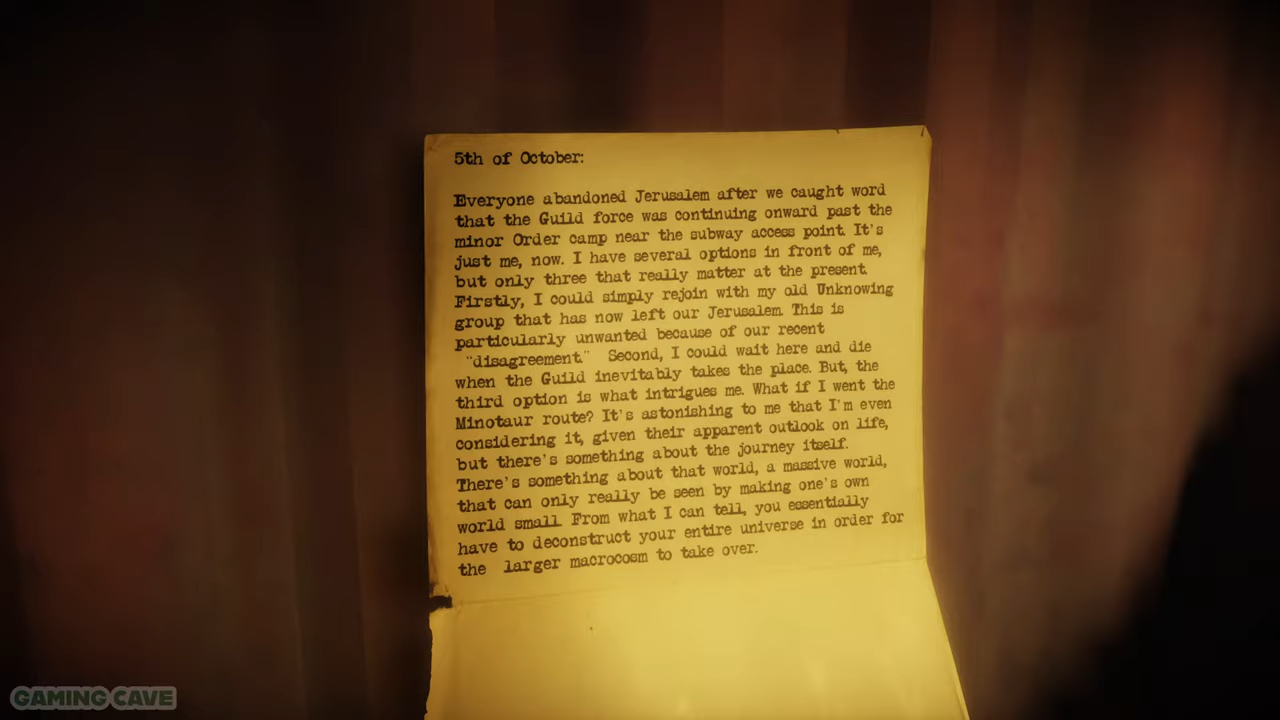 5th of October:
Everyone abandoned Jerusalem after we caught word
that the Guild force was continuing onward past the
minor Order camp near the subway access point. It's
just me, now. I have several options in front of me,
but only three that really matter at the present.
Firstly, I could simply rejoin with my old Unknowing
group that has now left our Jerusalem. This is
particularly unwanted because of our recent
"disagreement." Second, I could wait here and die
when the Guild inevitably takes the place. But, the
third option is what intrigues me. What if I went the
Minotaur route? It's astonishing to me that I'm even
considering it, given their apparent outlook on life,
but there's something about the journey itself.
There's something about that world, a massive world,
that can only really be seen by making one's own
world small. From what I can tell, you essentially
have to deconstruct your entire universe in order for
the larger macrocosm to take over.
GAMING CAVE